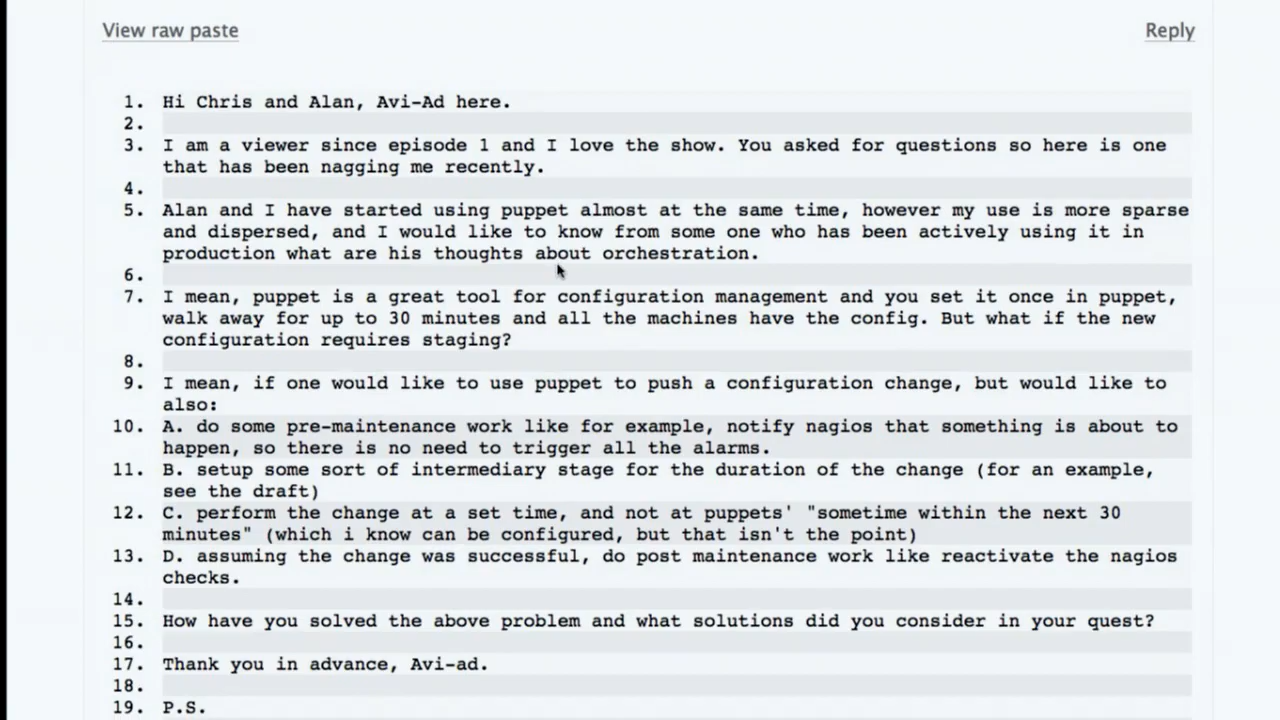 View raw paste
Reply
1. Hi Chris and Alan, Avi-Ad here.
2.
3. I am a viewer since episode 1 and I love the show. You asked for questions so here is one
that has been nagging me recently.
4.
5. Alan and I have started using puppet almost at the same time, however my use is more sparse
and dispersed, and I would like to know from some one who has been actively using it in
production what are his thoughts about orchestration.
6.
7. I mean, puppet is a great tool for configuration management and you set it once in puppet,
walk away for up to 30 minutes and all the machines have the config. But what if the new
configuration requires staging?
8.
9. I mean, if one would like to use puppet to push a configuration change, but would like to
also:
10. A. do some pre-maintenance work like for example, notify nagios that something is about to
happen, so there is no need to trigger all the alarms.
11. B. setup some sort of intermediary stage for the duration of the change (for an example,
see the draft)
12. C. perform the change at a set time, and not at puppets' "sometime within the next 30
minutes" (which i know can be configured, but that isn't the point)
13. D. assuming the change was successful, do post maintenance work like reactivate the nagios
checks.
14.
15. How have you solved the above problem and what solutions did you consider in your quest?
16.
17. Thank you in advance, Avi-ad.
18.
19. P.S.